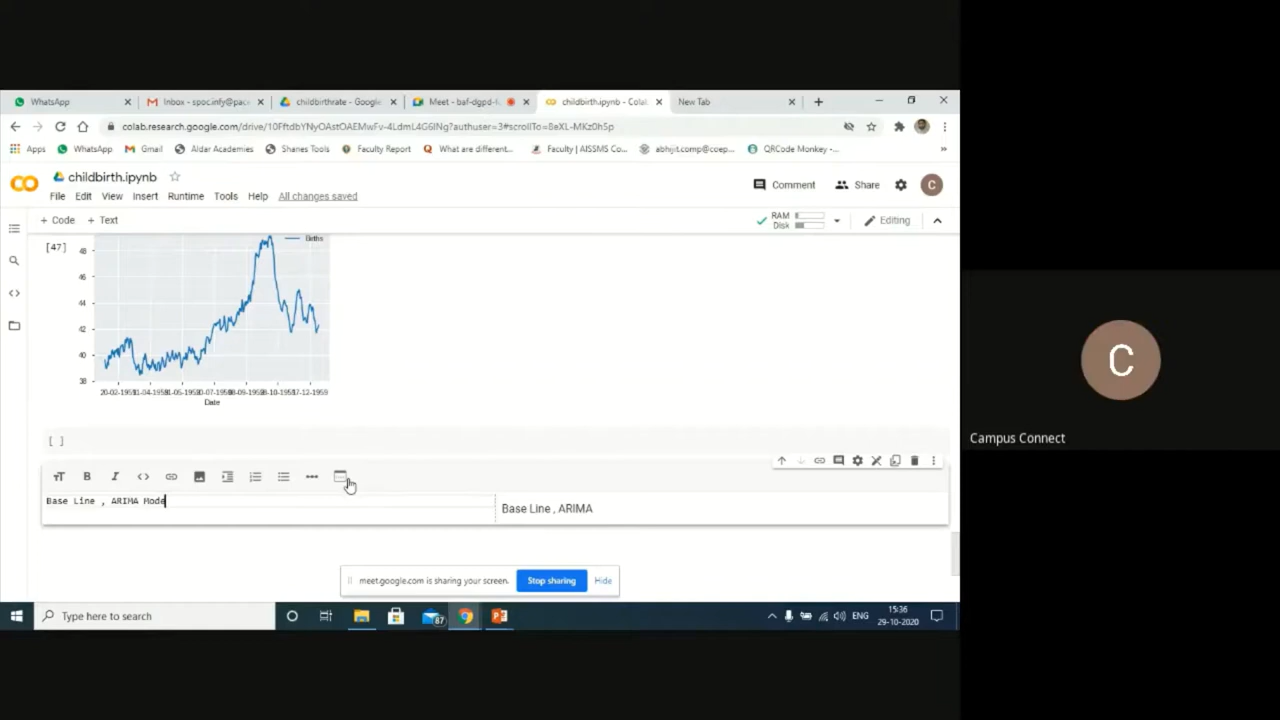 WhatsApp
Inbox - spoc.infy@pac
childbirthrate - Google
Meet - baf-dgpd-
childbirth.ipynb - Cola
New Tab
colab.research.google.com/drive/10FftdbYNyOAstOAEMwFv-4LdmL4G6INg?authuser=3#scrollTo=8eXL-MKz0h5p
Apps
WhatsApp
Gmail
Aldar Academies
Shanes Tools
Faculty Report
What are different...
Faculty | AISSMS Co...
abhijit.comp@coep...
QRCode Monkey -...
childbirth.ipynb
Comment
Share
C
File Edit View Insert Runtime Tools Help All changes saved
+ Code + Text
RAM
Disk
Editing
[47]
Births
48
46
44
42
40
38
Date
[ ]
Base Line , ARIMA Mode
Base Line , ARIMA
meet.google.com is sharing your screen.
Stop sharing
Hide
Type here to search
87
ENG
15:36
29-10-2020
C
Campus Connect